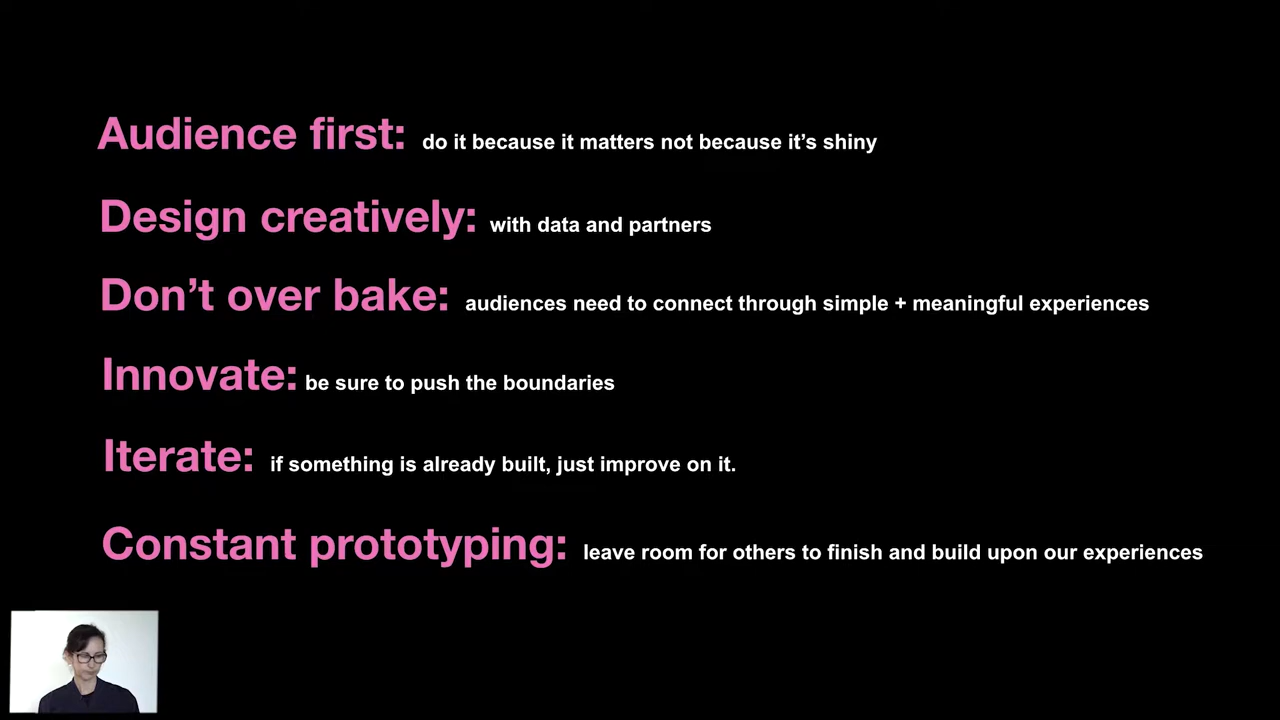 Audience first: do it because it matters not because it’s shiny
Design creatively: with data and partners
Don’t over bake: audiences need to connect through simple + meaningful experiences
Innovate: be sure to push the boundaries
Iterate: if something is already built, just improve on it.
Constant prototyping: leave room for others to finish and build upon our experiences